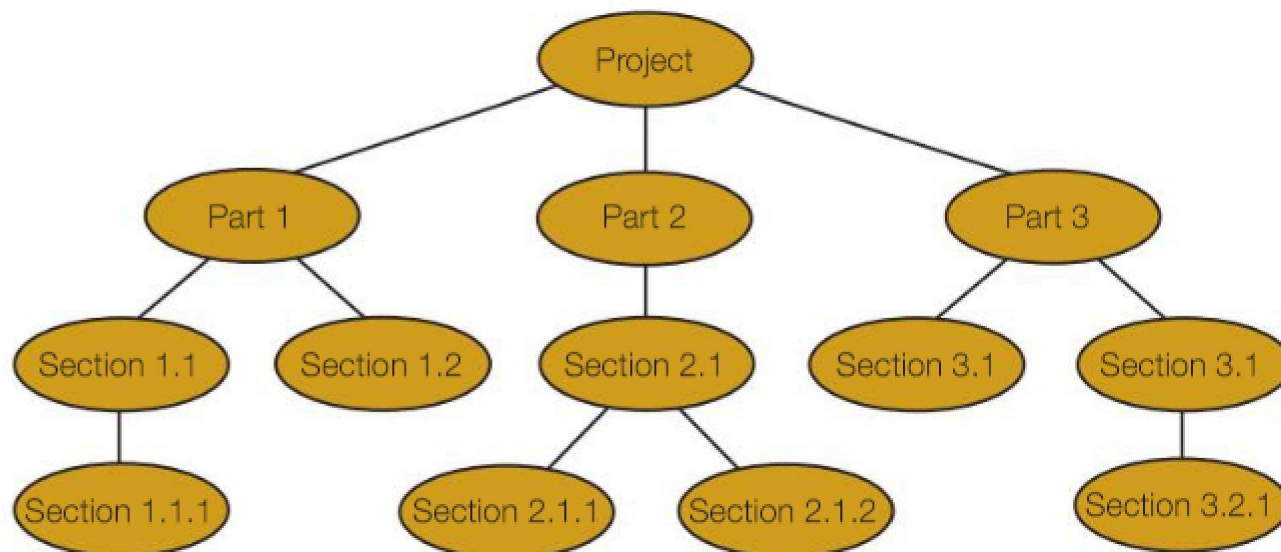 Project
Part 1
Part 2
Part 3
Section 1.1
Section 1.2
Section 2.1
Section 3.1
Section 3.1
Section 1.1.1
Section 2.1.1
Section 2.1.2
Section 3.2.1